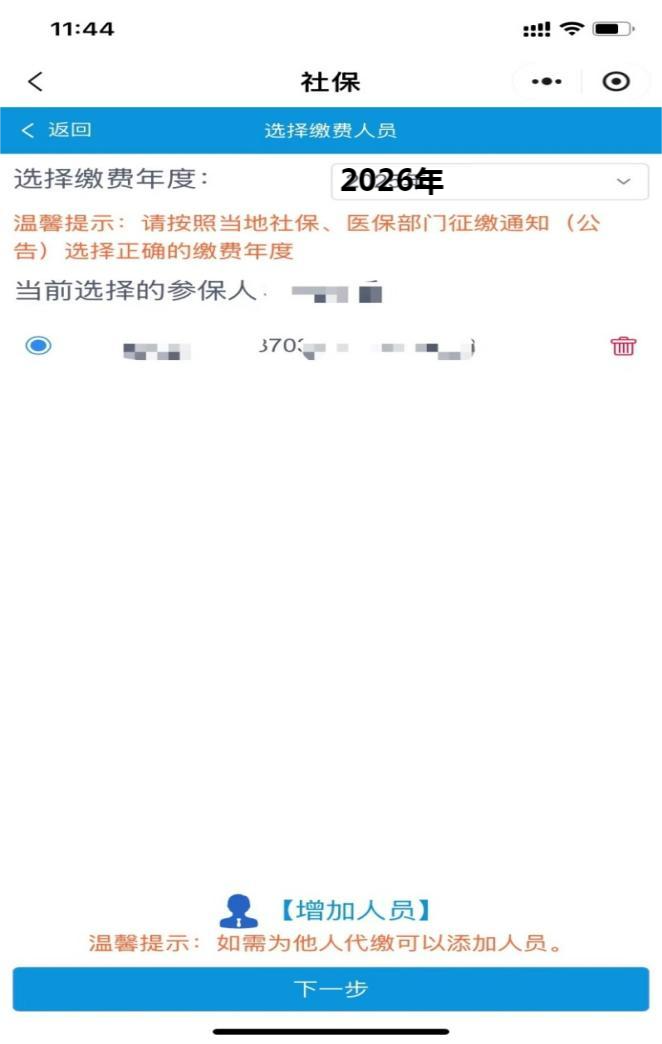 11:44
社保
返回
选择缴费人员
选择缴费年度：
2026年
温馨提示：请按照当地社保、医保部门征缴通知（公
告）选择正确的缴费年度
当前选择的参保人：
370
【增加人员】
温馨提示：如需为他人代缴可以添加人员。
下一步